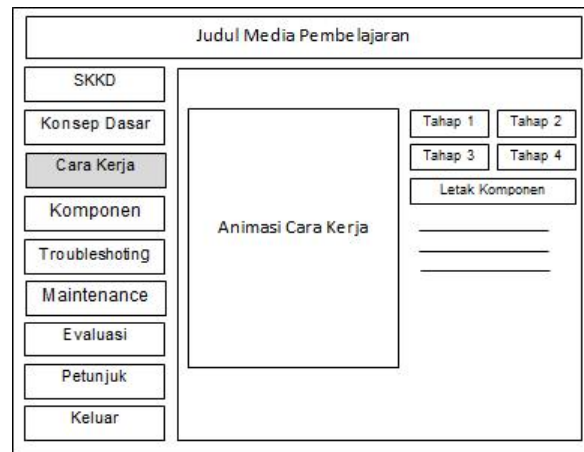 Judul Media Pembelajaran
SKKD
Konsep Dasar
Cara Kerja
Komponen
Troubleshoting
Maintenance
Evaluasi
Petunjuk
Keluar
Animasi Cara Kerja
Tahap 1
Tahap 2
Tahap 3
Tahap 4
Letak Komponen